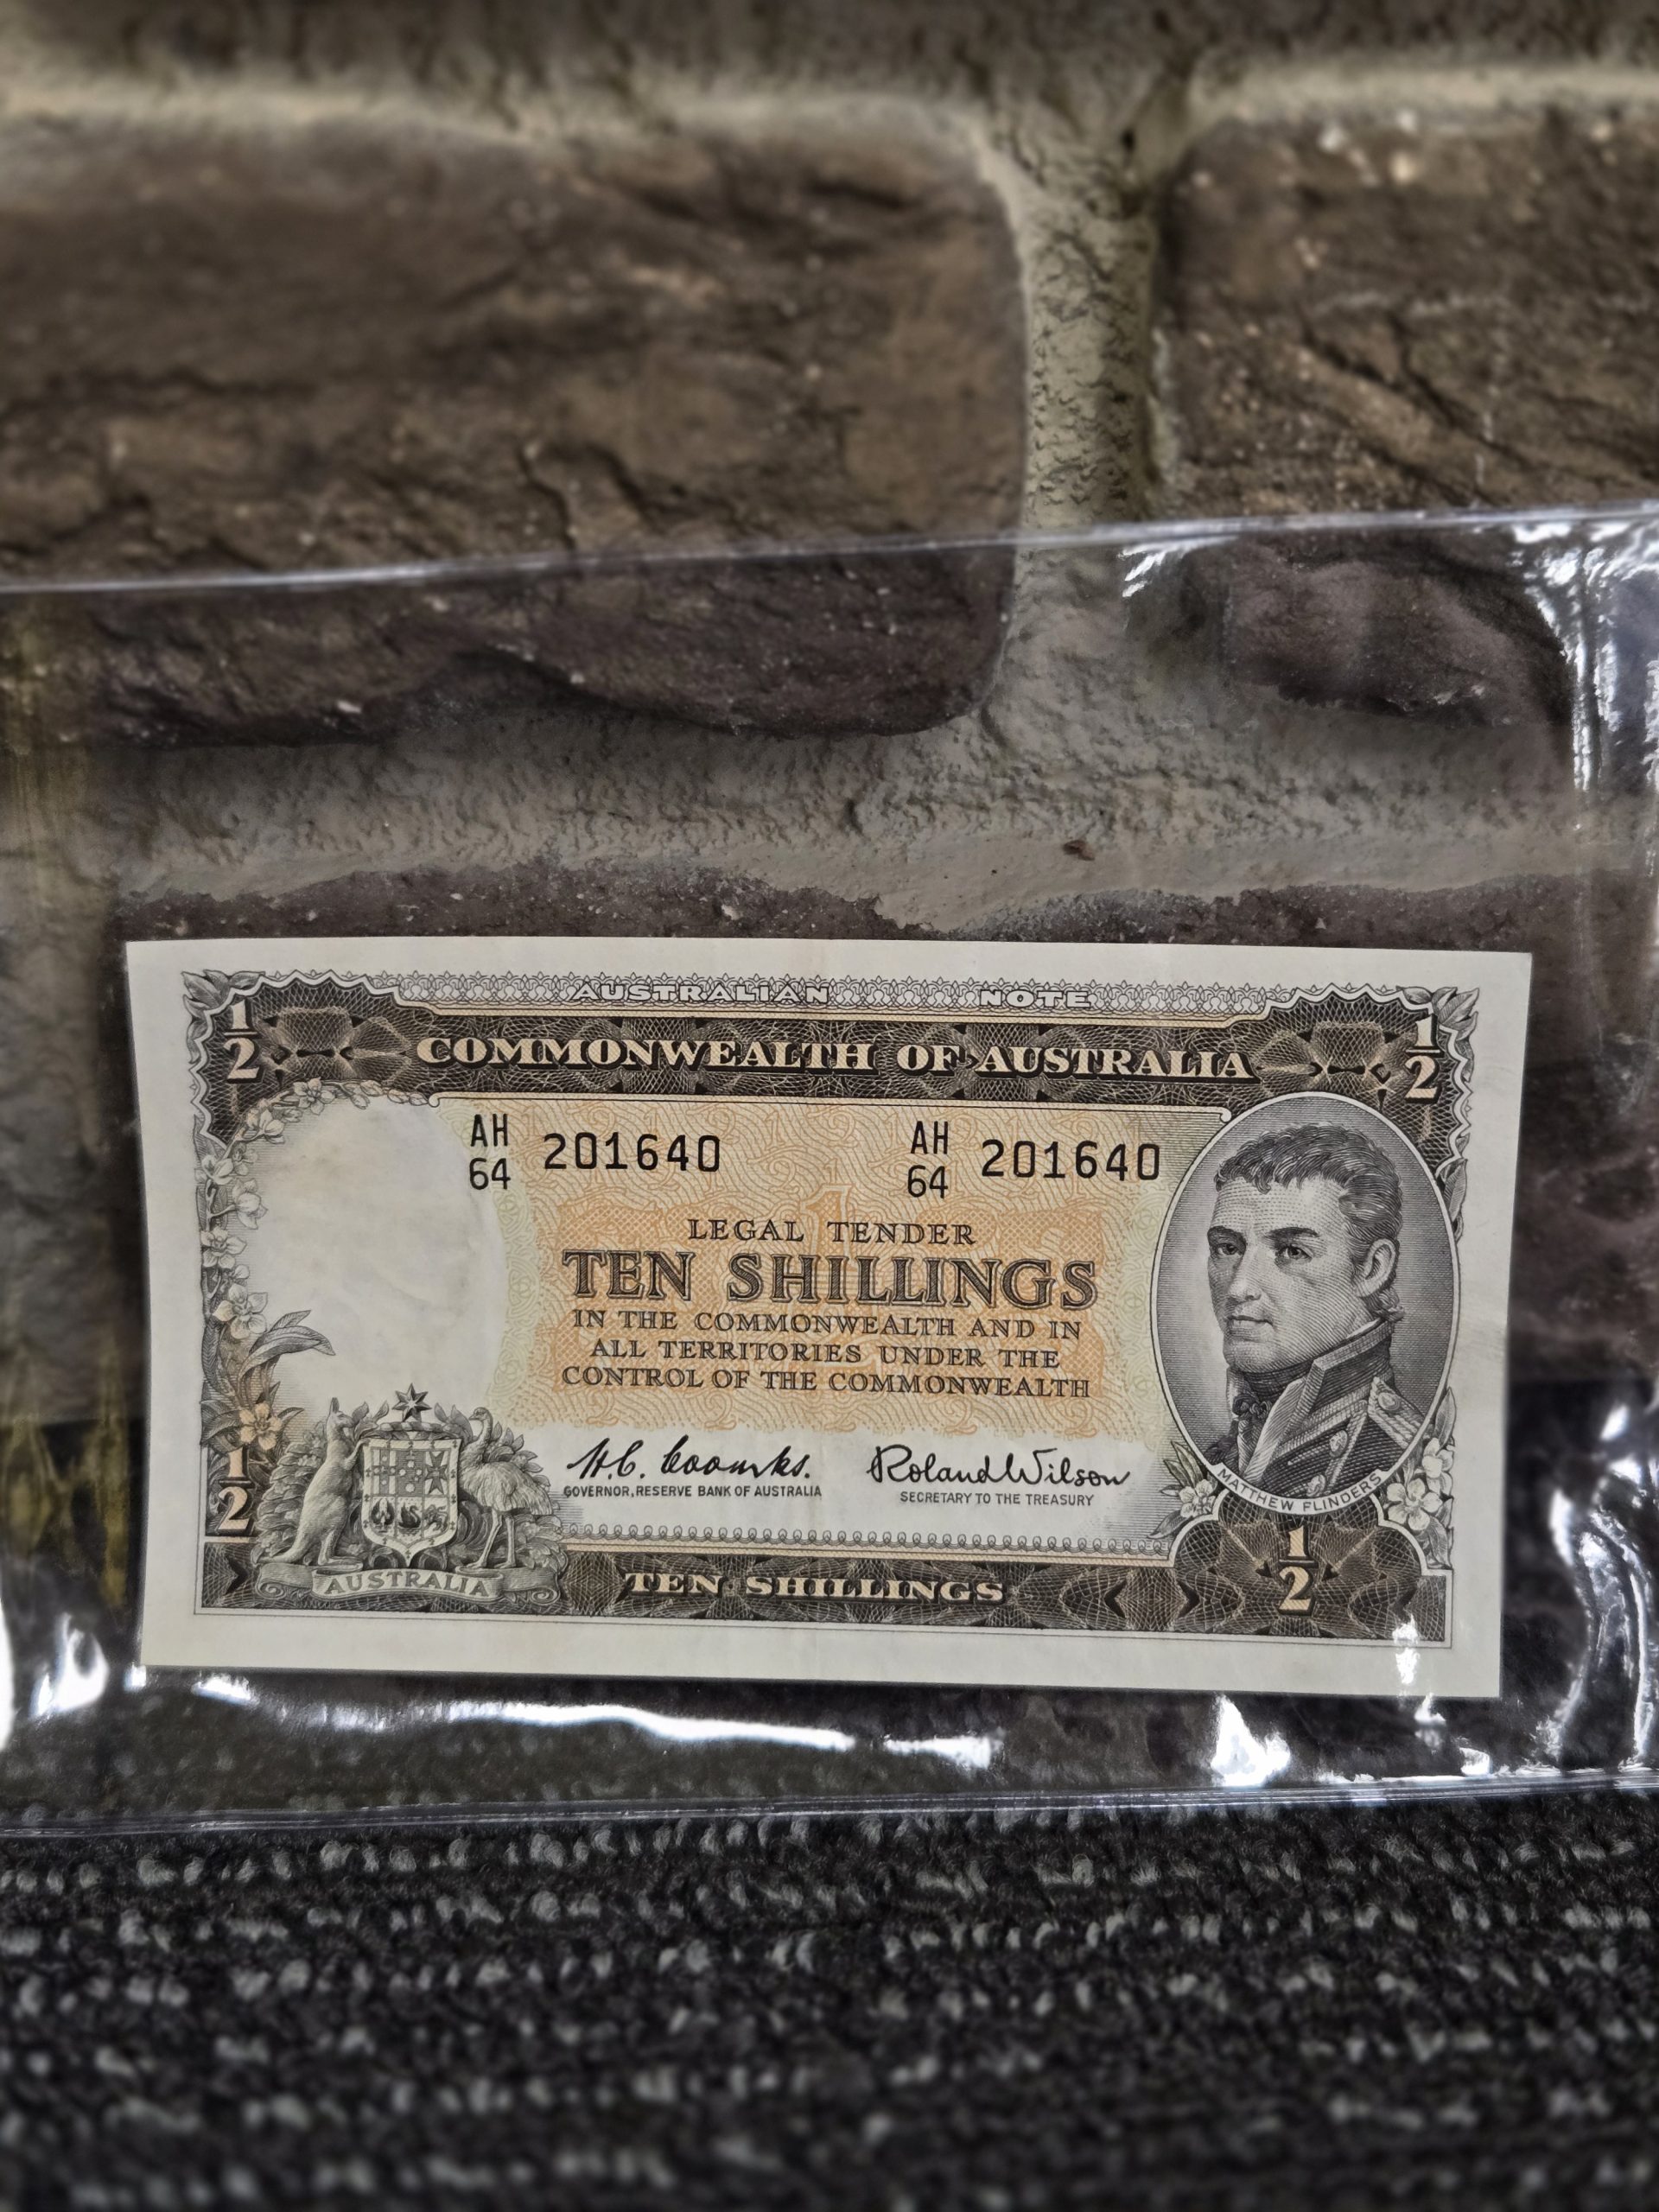 AUSTRALIAN NOTE
1/2
1/2
COMMONWEALTH OF AUSTRALIA
AH
64 201640
AH
64 201640
LEGAL TENDER
TEN SHILLINGS
IN THE COMMONWEALTH AND IN
ALL TERRITORIES UNDER THE
CONTROL OF THE COMMONWEALTH
H.C. Coombs.
GOVERNOR, RESERVE BANK OF AUSTRALIA
Roland Wilson
SECRETARY TO THE TREASURY
MATTHEW FLINDERS
1/2
1/2
AUSTRALIA
TEN SHILLINGS